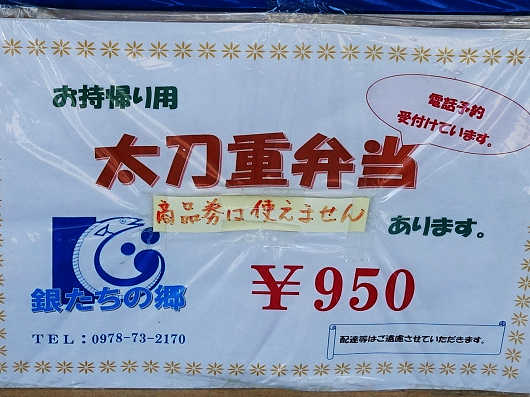 お持帰り用
電話予約
受付けています。
太刀重弁当
商品券は使えません
あります。
銀たちの郷
¥950
TEL：0978-73-2170
配達等はご遠慮させていただきます。